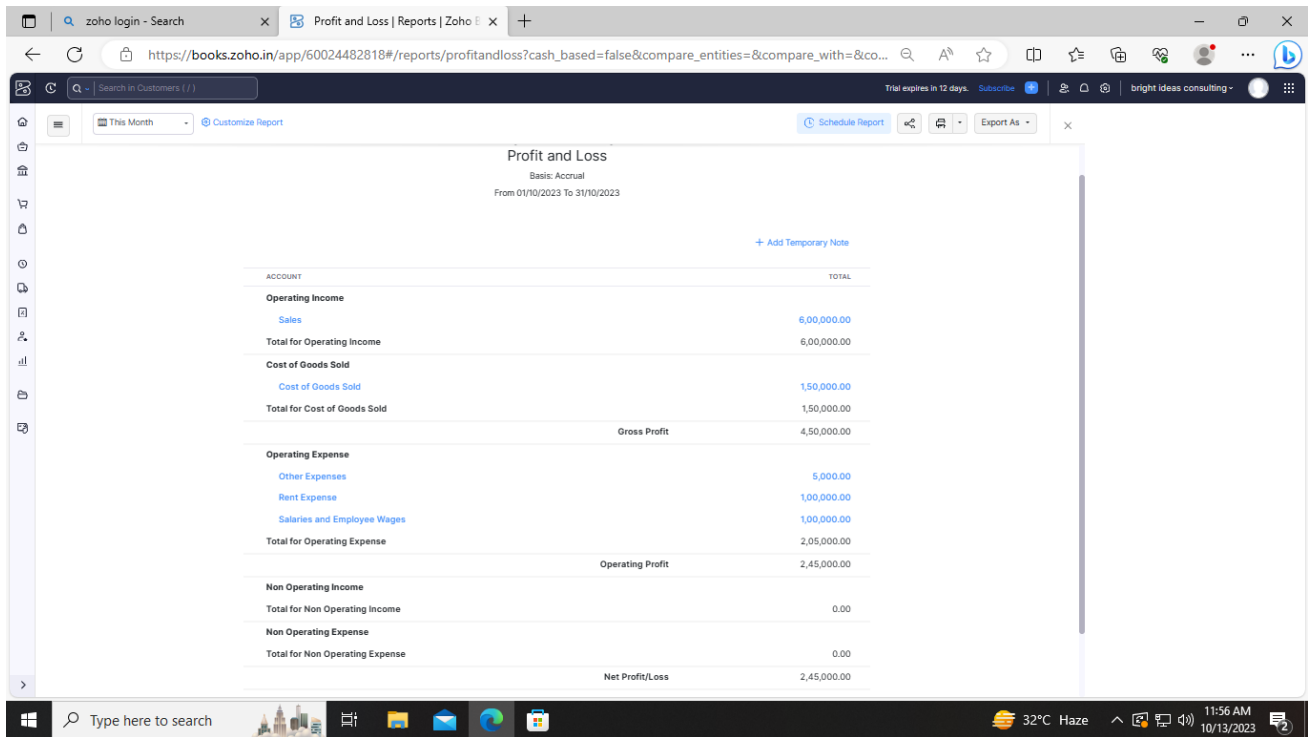 zoho login - Search
Profit and Loss | Reports | Zoho B
https://books.zoho.in/app/60024482818#/reports/profitandloss?cash_based=false&compare_entities=&compare_with=&co...
Search in Customers ( / )
Trial expires in 12 days. Subscribe
bright ideas consulting
This Month
Customize Report
Schedule Report
Export As
Profit and Loss
Basis: Accrual
From 01/10/2023 To 31/10/2023
+ Add Temporary Note
ACCOUNT TOTAL
Operating Income
Sales 6,00,000.00
Total for Operating Income 6,00,000.00
Cost of Goods Sold
Cost of Goods Sold 1,50,000.00
Total for Cost of Goods Sold 1,50,000.00
Gross Profit 4,50,000.00
Operating Expense
Other Expenses 5,000.00
Rent Expense 1,00,000.00
Salaries and Employee Wages 1,00,000.00
Total for Operating Expense 2,05,000.00
Operating Profit 2,45,000.00
Non Operating Income
Total for Non Operating Income 0.00
Non Operating Expense
Total for Non Operating Expense 0.00
Net Profit/Loss 2,45,000.00
Type here to search
32°C Haze
11:56 AM
10/13/2023
2